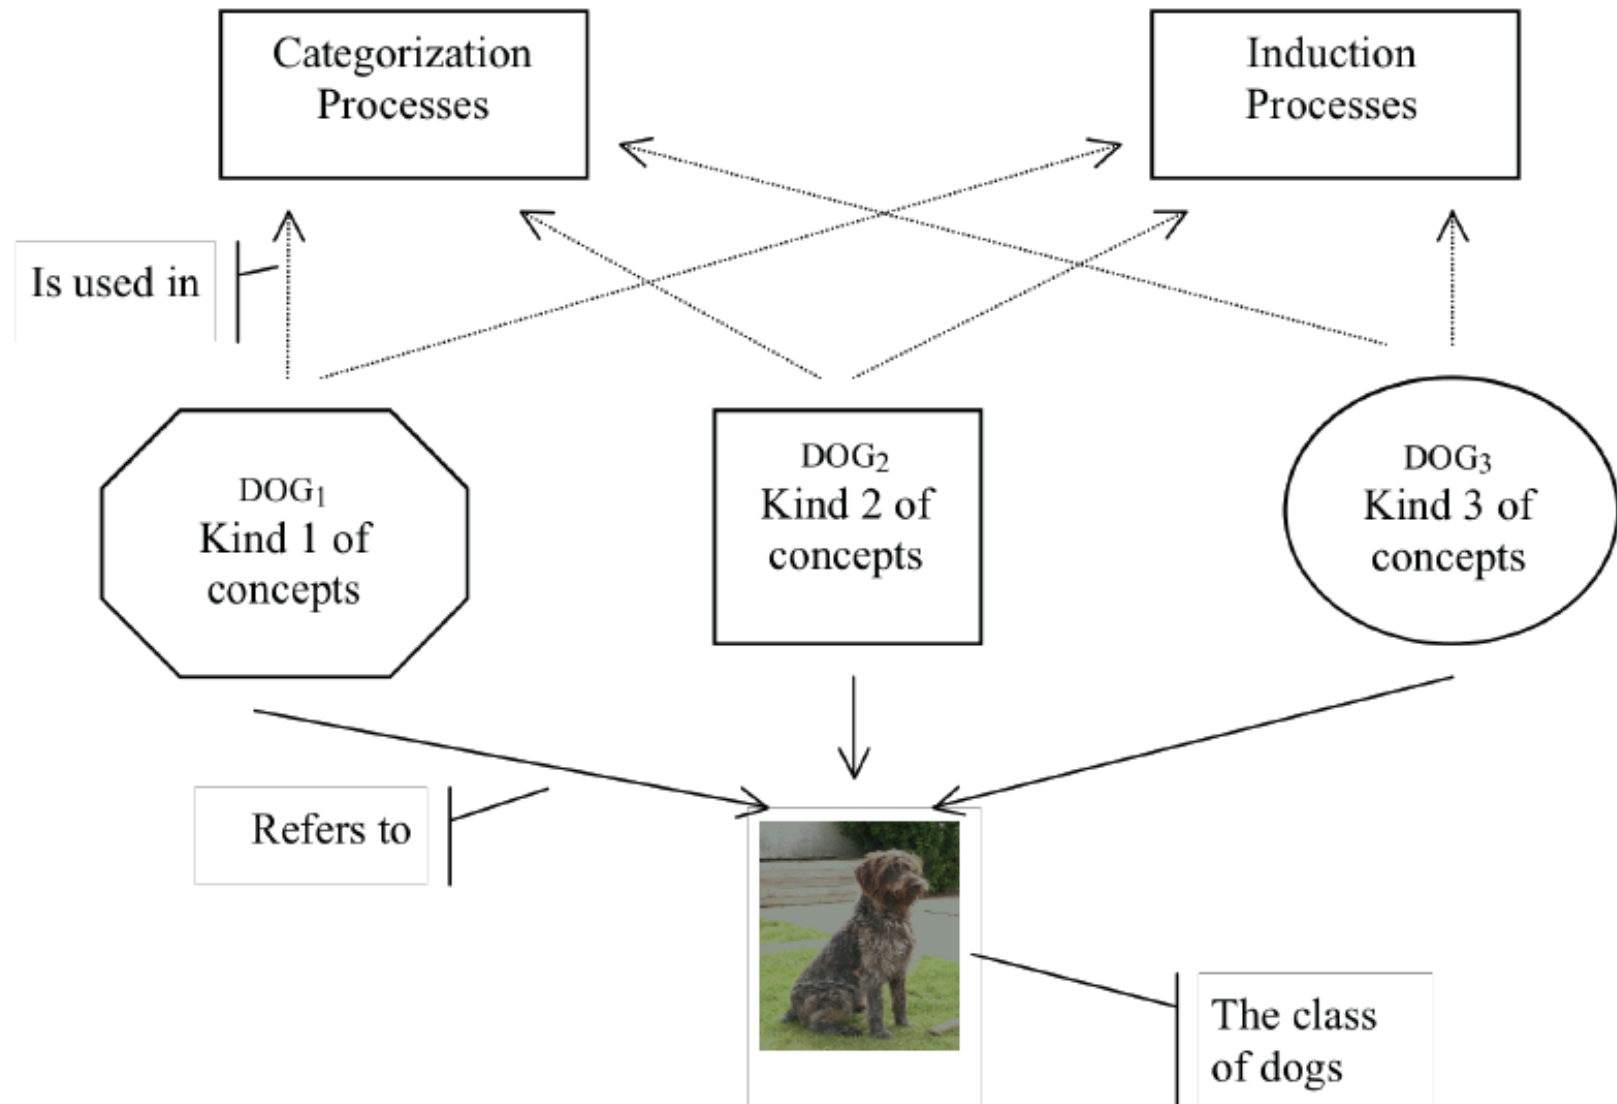 Categorization
Processes
Induction
Processes
Is used in
DOG₁
Kind 1 of
concepts
DOG₂
Kind 2 of
concepts
DOG₃
Kind 3 of
concepts
Refers to
The class
of dogs